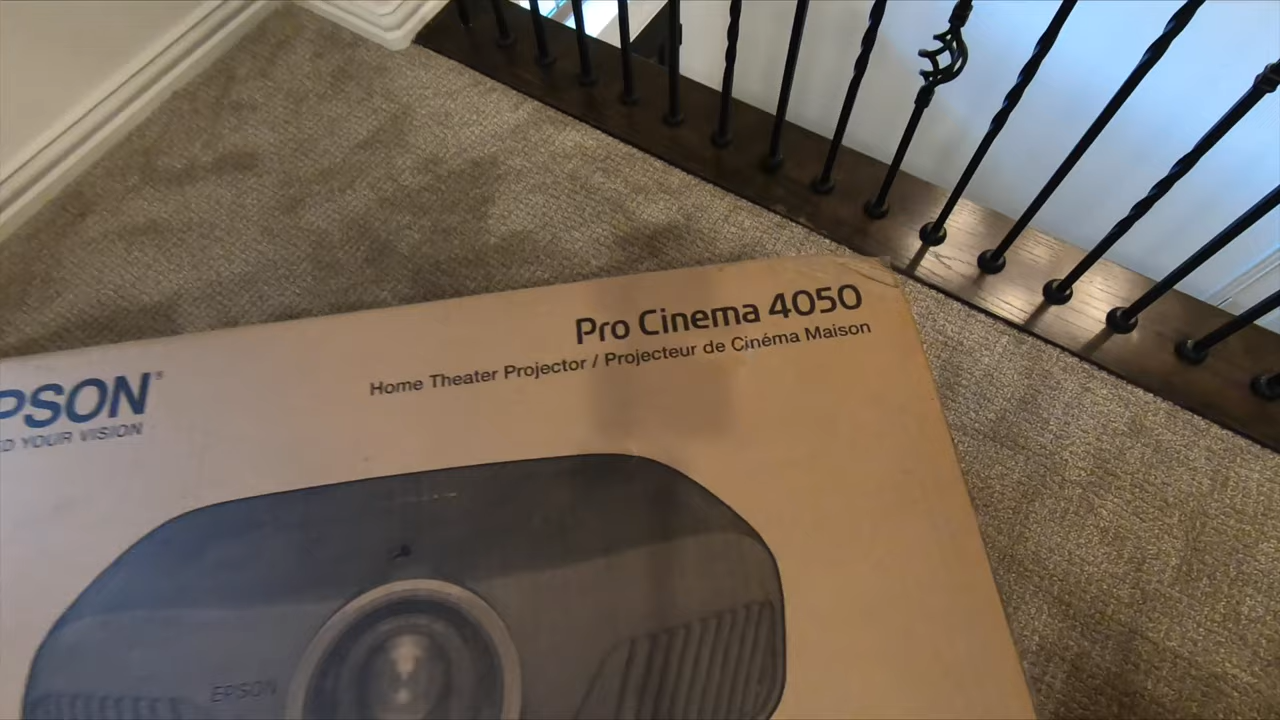 Pro Cinema 4050
Home Theater Projector / Projecteur de Cinéma Maison
PSON®
D YOUR VISION
EPSON